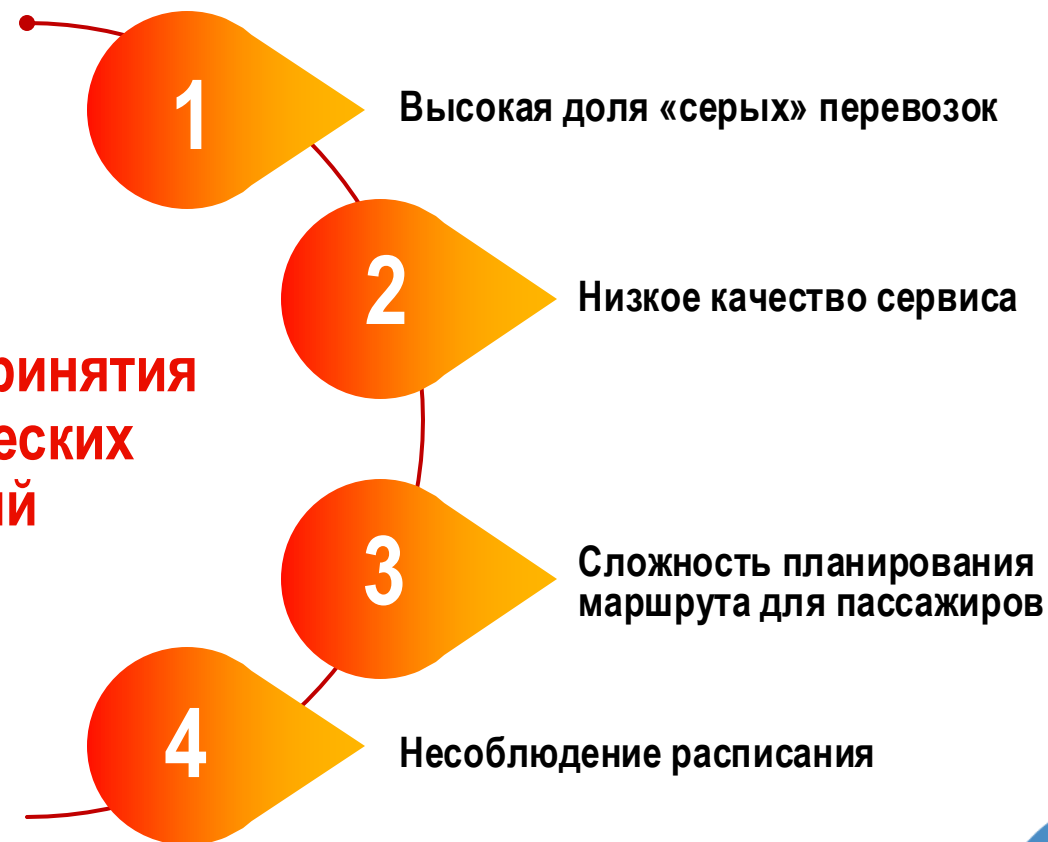 1
Высокая доля «серых» перевозок
2
Низкое качество сервиса
ринятия
еских
ий
3
Сложность планирования
маршрута для пассажиров
4
Несоблюдение расписания